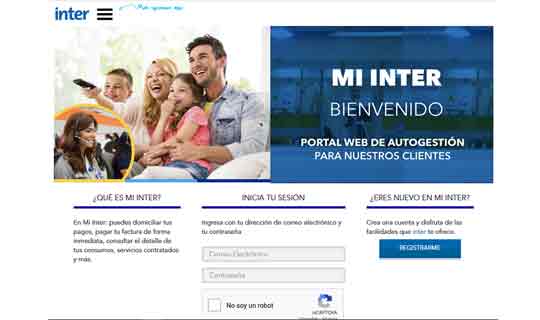 inter
MI INTER
BIENVENIDO
PORTAL WEB DE AUTOGESTIÓN
PARA NUESTROS CLIENTES
¿QUÉ ES MI INTER?
En Mi Inter: puedes domiciliar tus
pagos, pagar tu factura de forma
inmediata, consultar el detalle de
tus consumos, servicios contratados
y más.
INICIA TU SESIÓN
Ingresa con tu dirección de correo electrónico y
tu contraseña
Correo Electrónico
Contraseña
No soy un robot
reCAPTCHA
¿ERES NUEVO EN MI INTER?
Crea una cuenta y disfruta de las
facilidades que inter te ofrece.
REGISTRARME